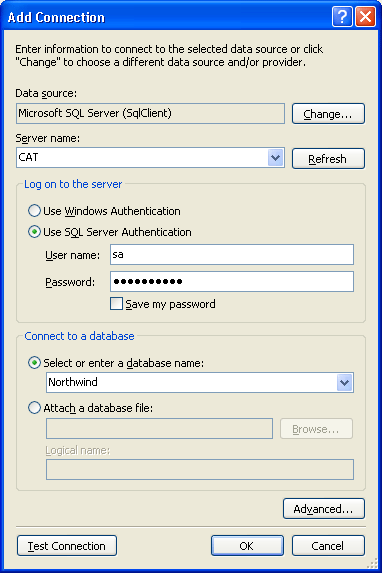 Add Connection
Enter information to connect to the selected data source or click
"Change" to choose a different data source and/or provider.
Data source:
Microsoft SQL Server (SqlClient)
Change...
Server name:
CAT
Refresh
Log on to the server
Use Windows Authentication
Use SQL Server Authentication
User name:
sa
Password:
●●●●●●●●●●
Save my password
Connect to a database
Select or enter a database name:
Northwind
Attach a database file:
Browse...
Logical name:
Advanced...
Test Connection
OK
Cancel